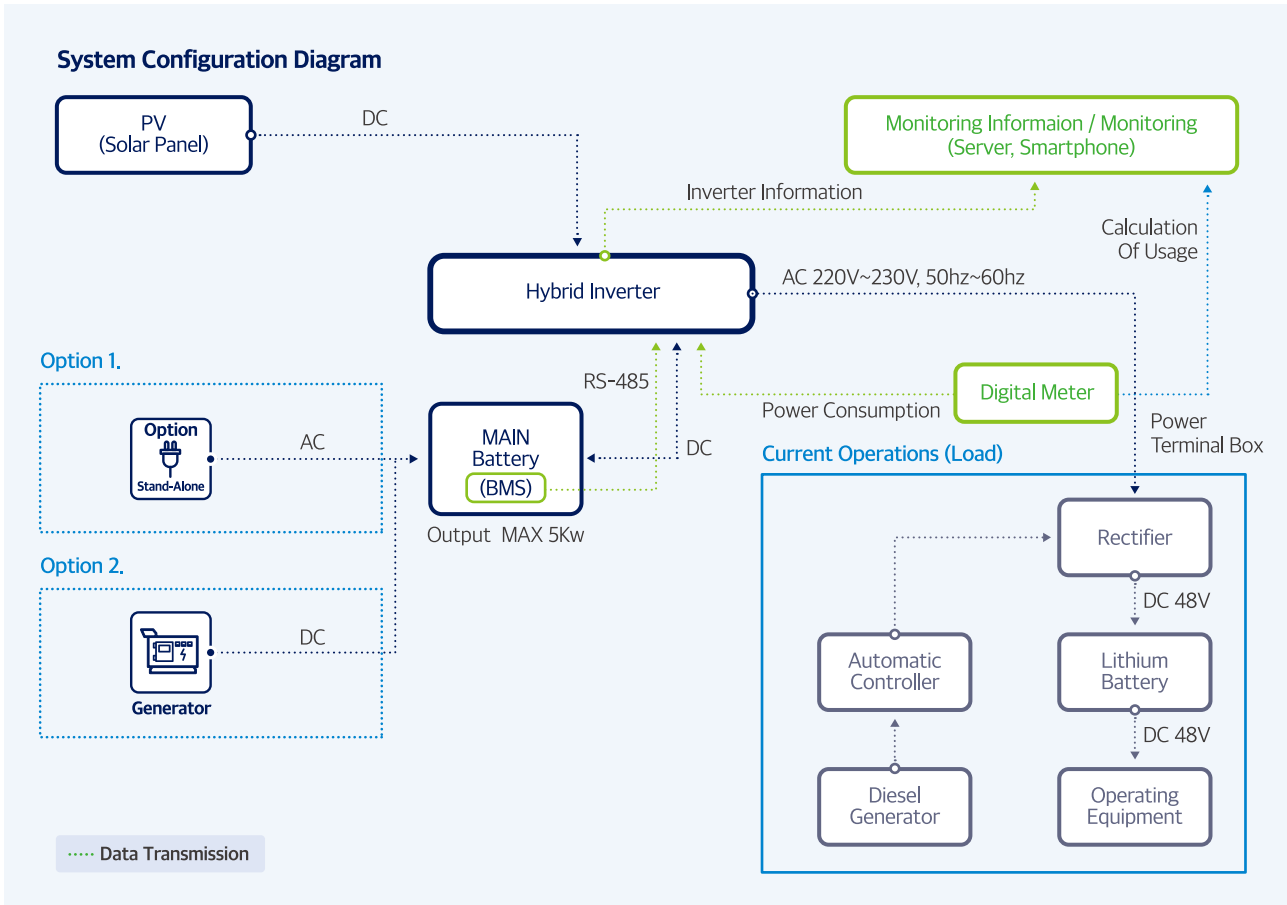 System Configuration Diagram
PV
(Solar Panel)
DC
Monitoring Informaion / Monitoring
(Server, Smartphone)
Inverter Information
Calculation
Of Usage
Hybrid Inverter
AC 220V~230V, 50hz~60hz
Option 1.
RS-485
Option
Stand-Alone
AC
MAIN
Battery
(BMS)
DC
Output MAX 5Kw
Power Consumption
Digital Meter
Power
Terminal Box
Option 2.
Generator
DC
Current Operations (Load)
Rectifier
DC 48V
Automatic
Controller
Lithium
Battery
DC 48V
Diesel
Generator
Operating
Equipment
Data Transmission